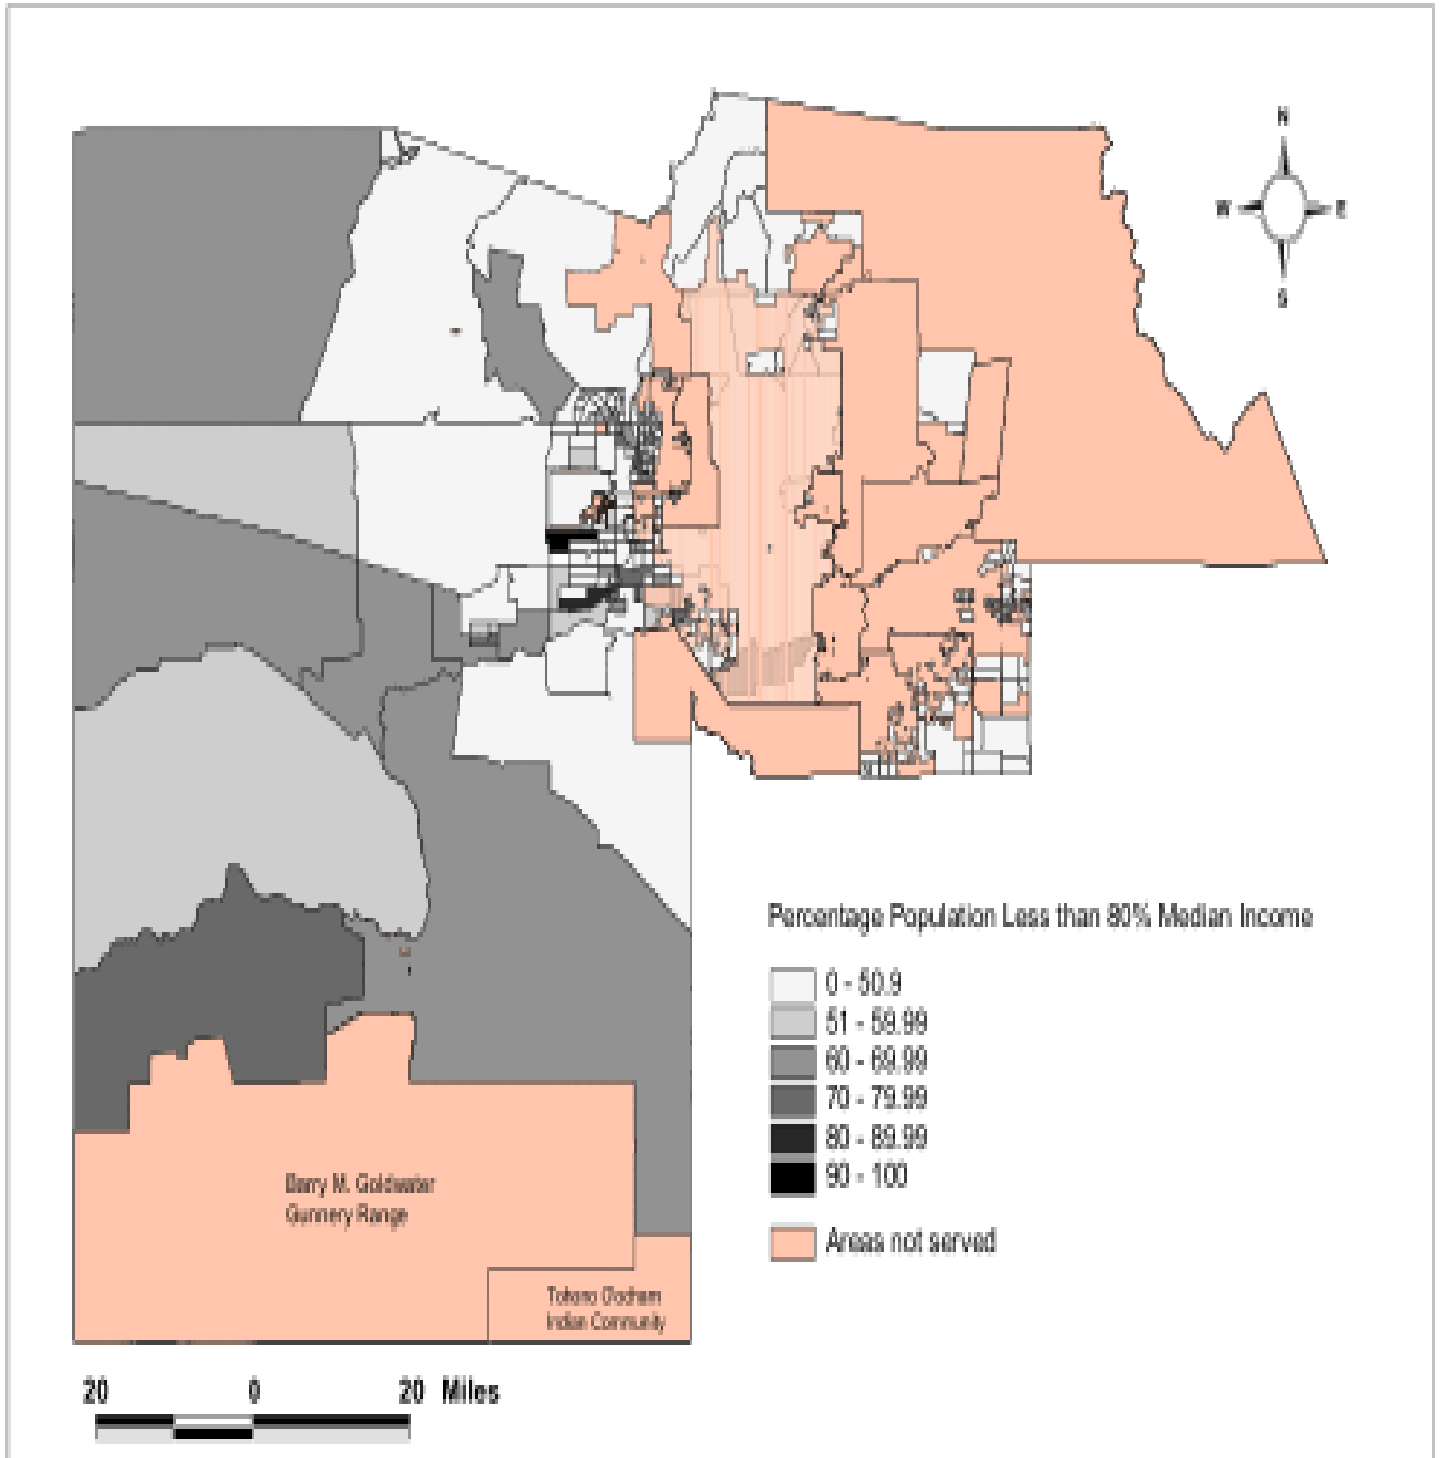 N
W E
S
Percentage Population Less than 80% Median Income
0 - 50.9
51 - 59.99
60 - 69.99
70 - 79.99
80 - 89.99
90 - 100
Areas not served
Barry M. Goldwater
Gunnery Range
Tohono Oodham
Indian Community
20 0 20 Miles